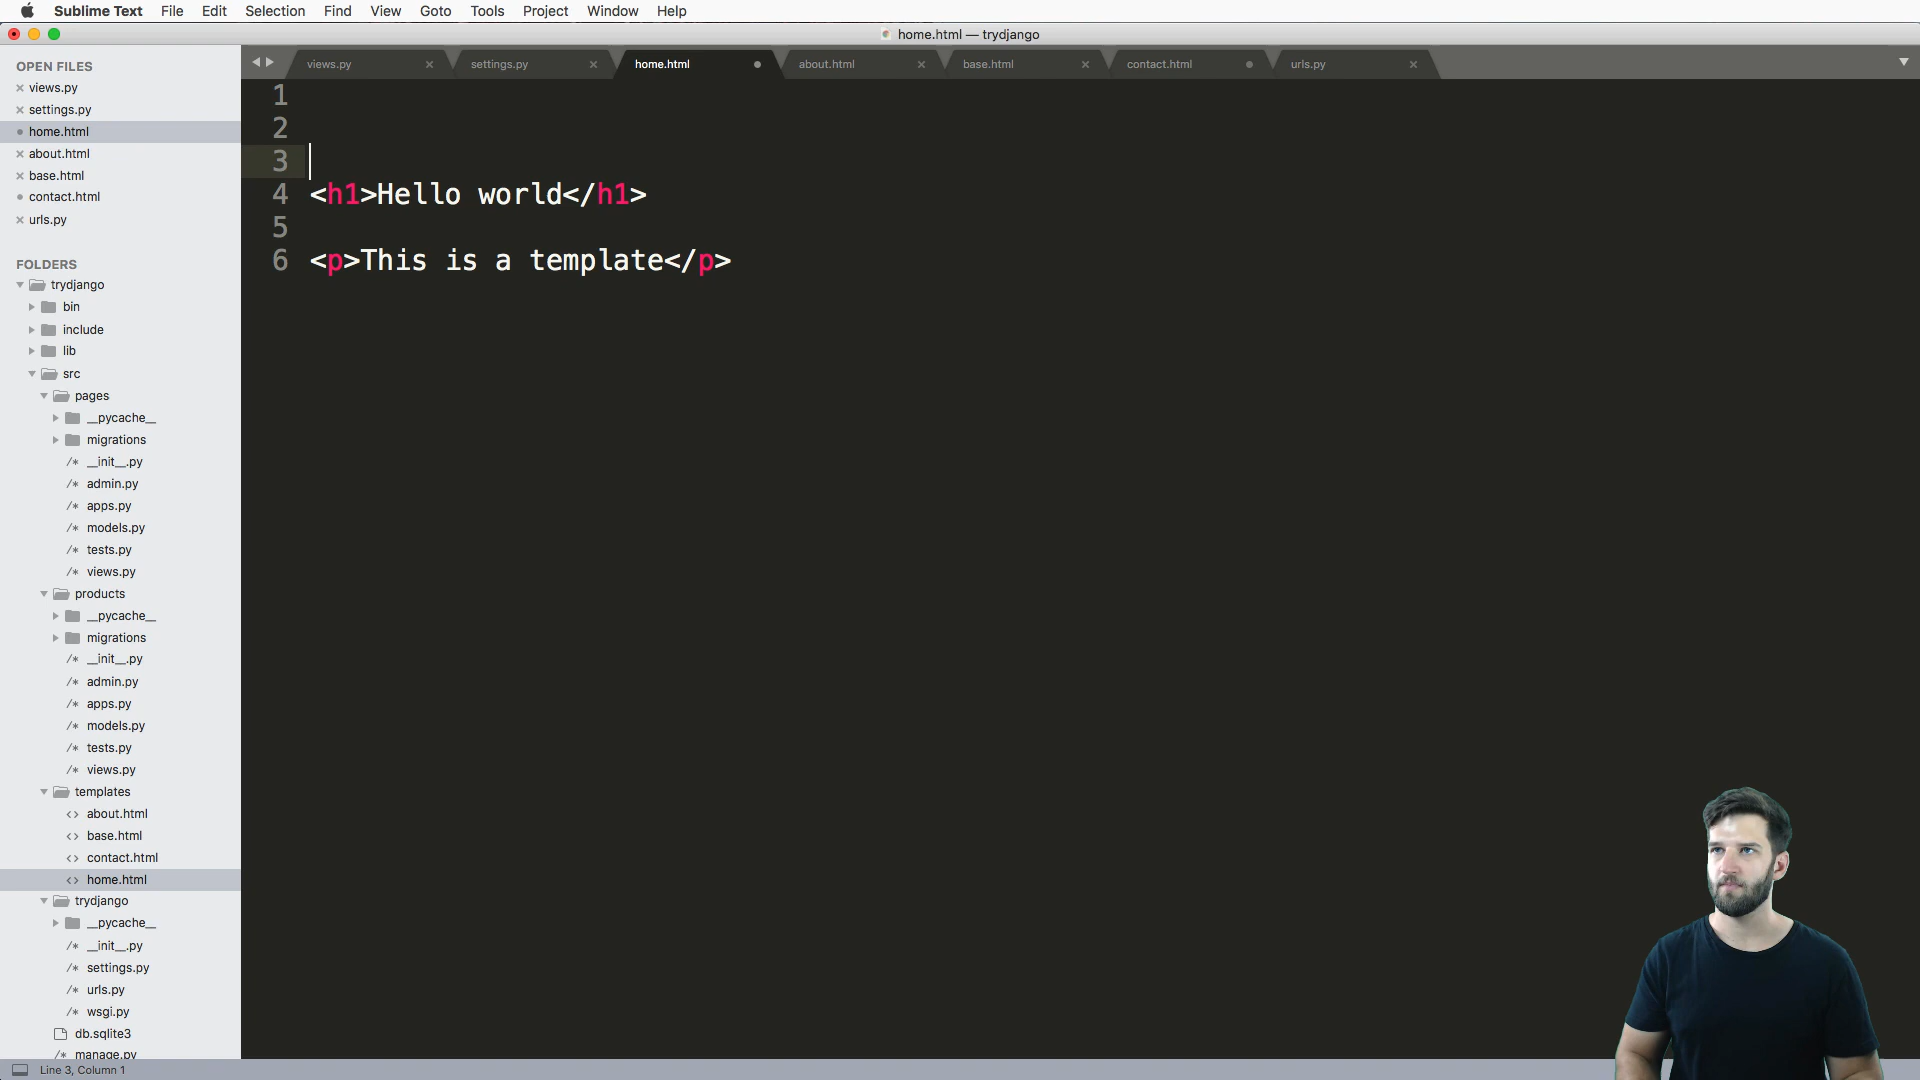 Sublime Text File Edit Selection Find View Goto Tools Project Window Help
home.html — trydjango
OPEN FILES
views.py
settings.py
home.html
about.html
base.html
contact.html
urls.py
FOLDERS
trydjango
bin
include
lib
src
pages
__pycache__
migrations
__init__.py
admin.py
apps.py
models.py
tests.py
views.py
products
__pycache__
migrations
__init__.py
admin.py
apps.py
models.py
tests.py
views.py
templates
about.html
base.html
contact.html
home.html
trydjango
__pycache__
__init__.py
settings.py
urls.py
wsgi.py
db.sqlite3
manage.py
views.py settings.py home.html about.html base.html contact.html urls.py
1
2
3
4 <h1>Hello world</h1>
5
6 <p>This is a template</p>
Line 3, Column 1